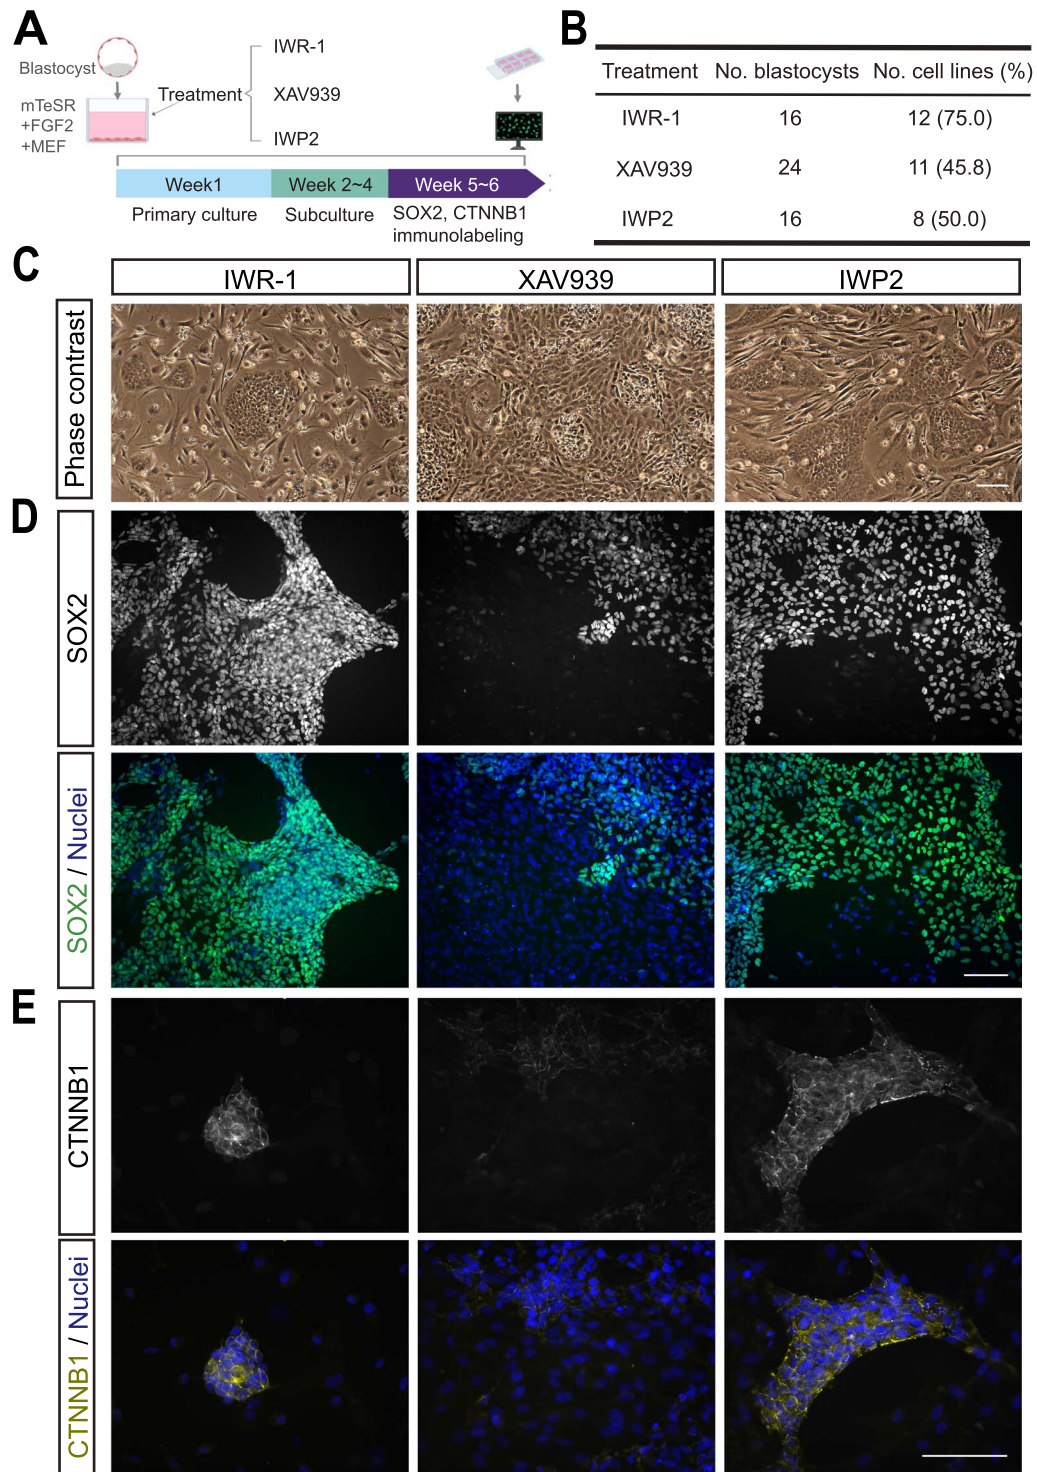 A
Blastocyst
mTeSR
+FGF2
+MEF
Treatment
IWR-1
XAV939
IWP2
Week1
Week 2~4
Week 5~6
Primary culture
Subculture
SOX2, CTNNB1
immunolabeling
B
Treatment No. blastocysts No. cell lines (%)
IWR-1 16 12 (75.0)
XAV939 24 11 (45.8)
IWP2 16 8 (50.0)
C
IWR-1
XAV939
IWP2
Phase contrast
D
SOX2
SOX2 / Nuclei
E
CTNNB1
CTNNB1 / Nuclei